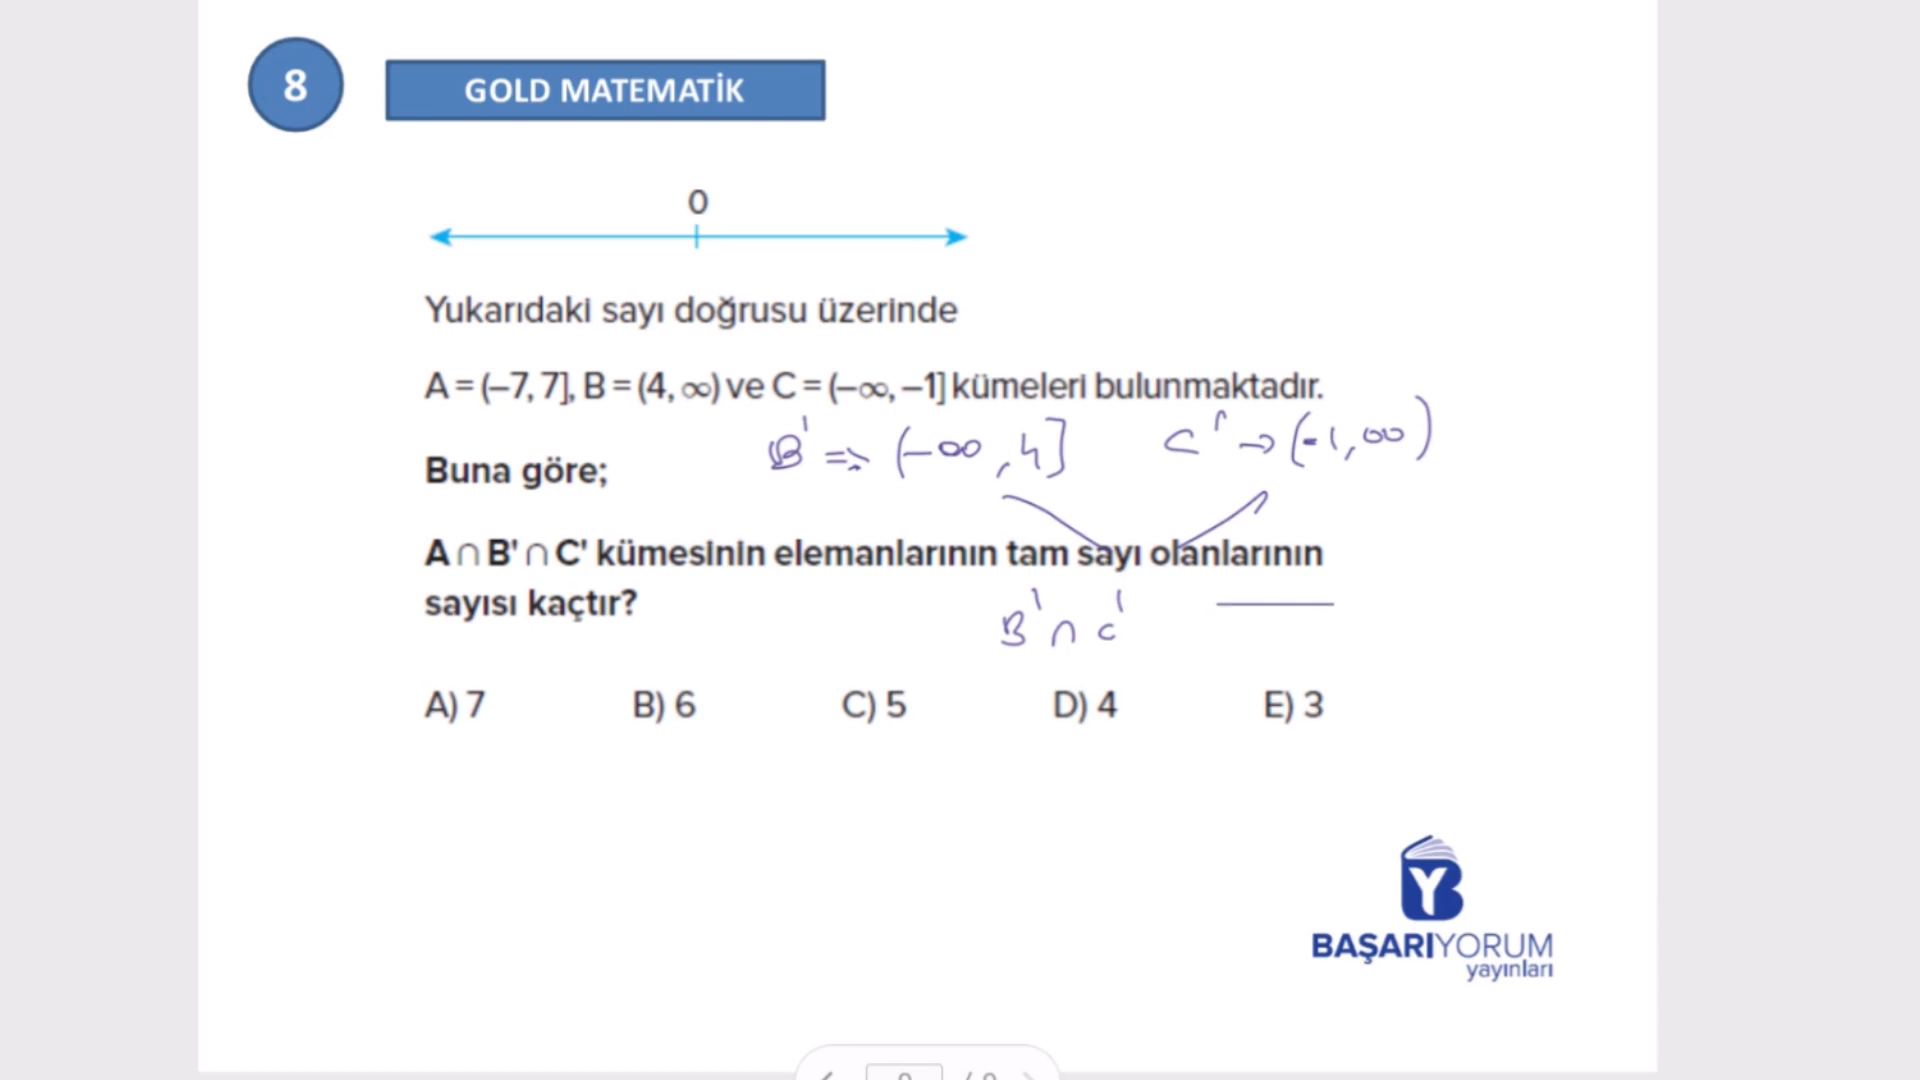 8
GOLD MATEMATİK
0
Yukarıdaki sayı doğrusu üzerinde
A = (–7, 7], B = (4, ∞) ve C = (–∞, –1] kümeleri bulunmaktadır.
B' => (-∞, 4] C' → (-1, ∞)
Buna göre;
A ∩ B' ∩ C' kümesinin elemanlarının tam sayı olanlarının
sayısı kaçtır?
B' ∩ C'
A) 7 B) 6 C) 5 D) 4 E) 3
BAŞARIYORUM
yayınları